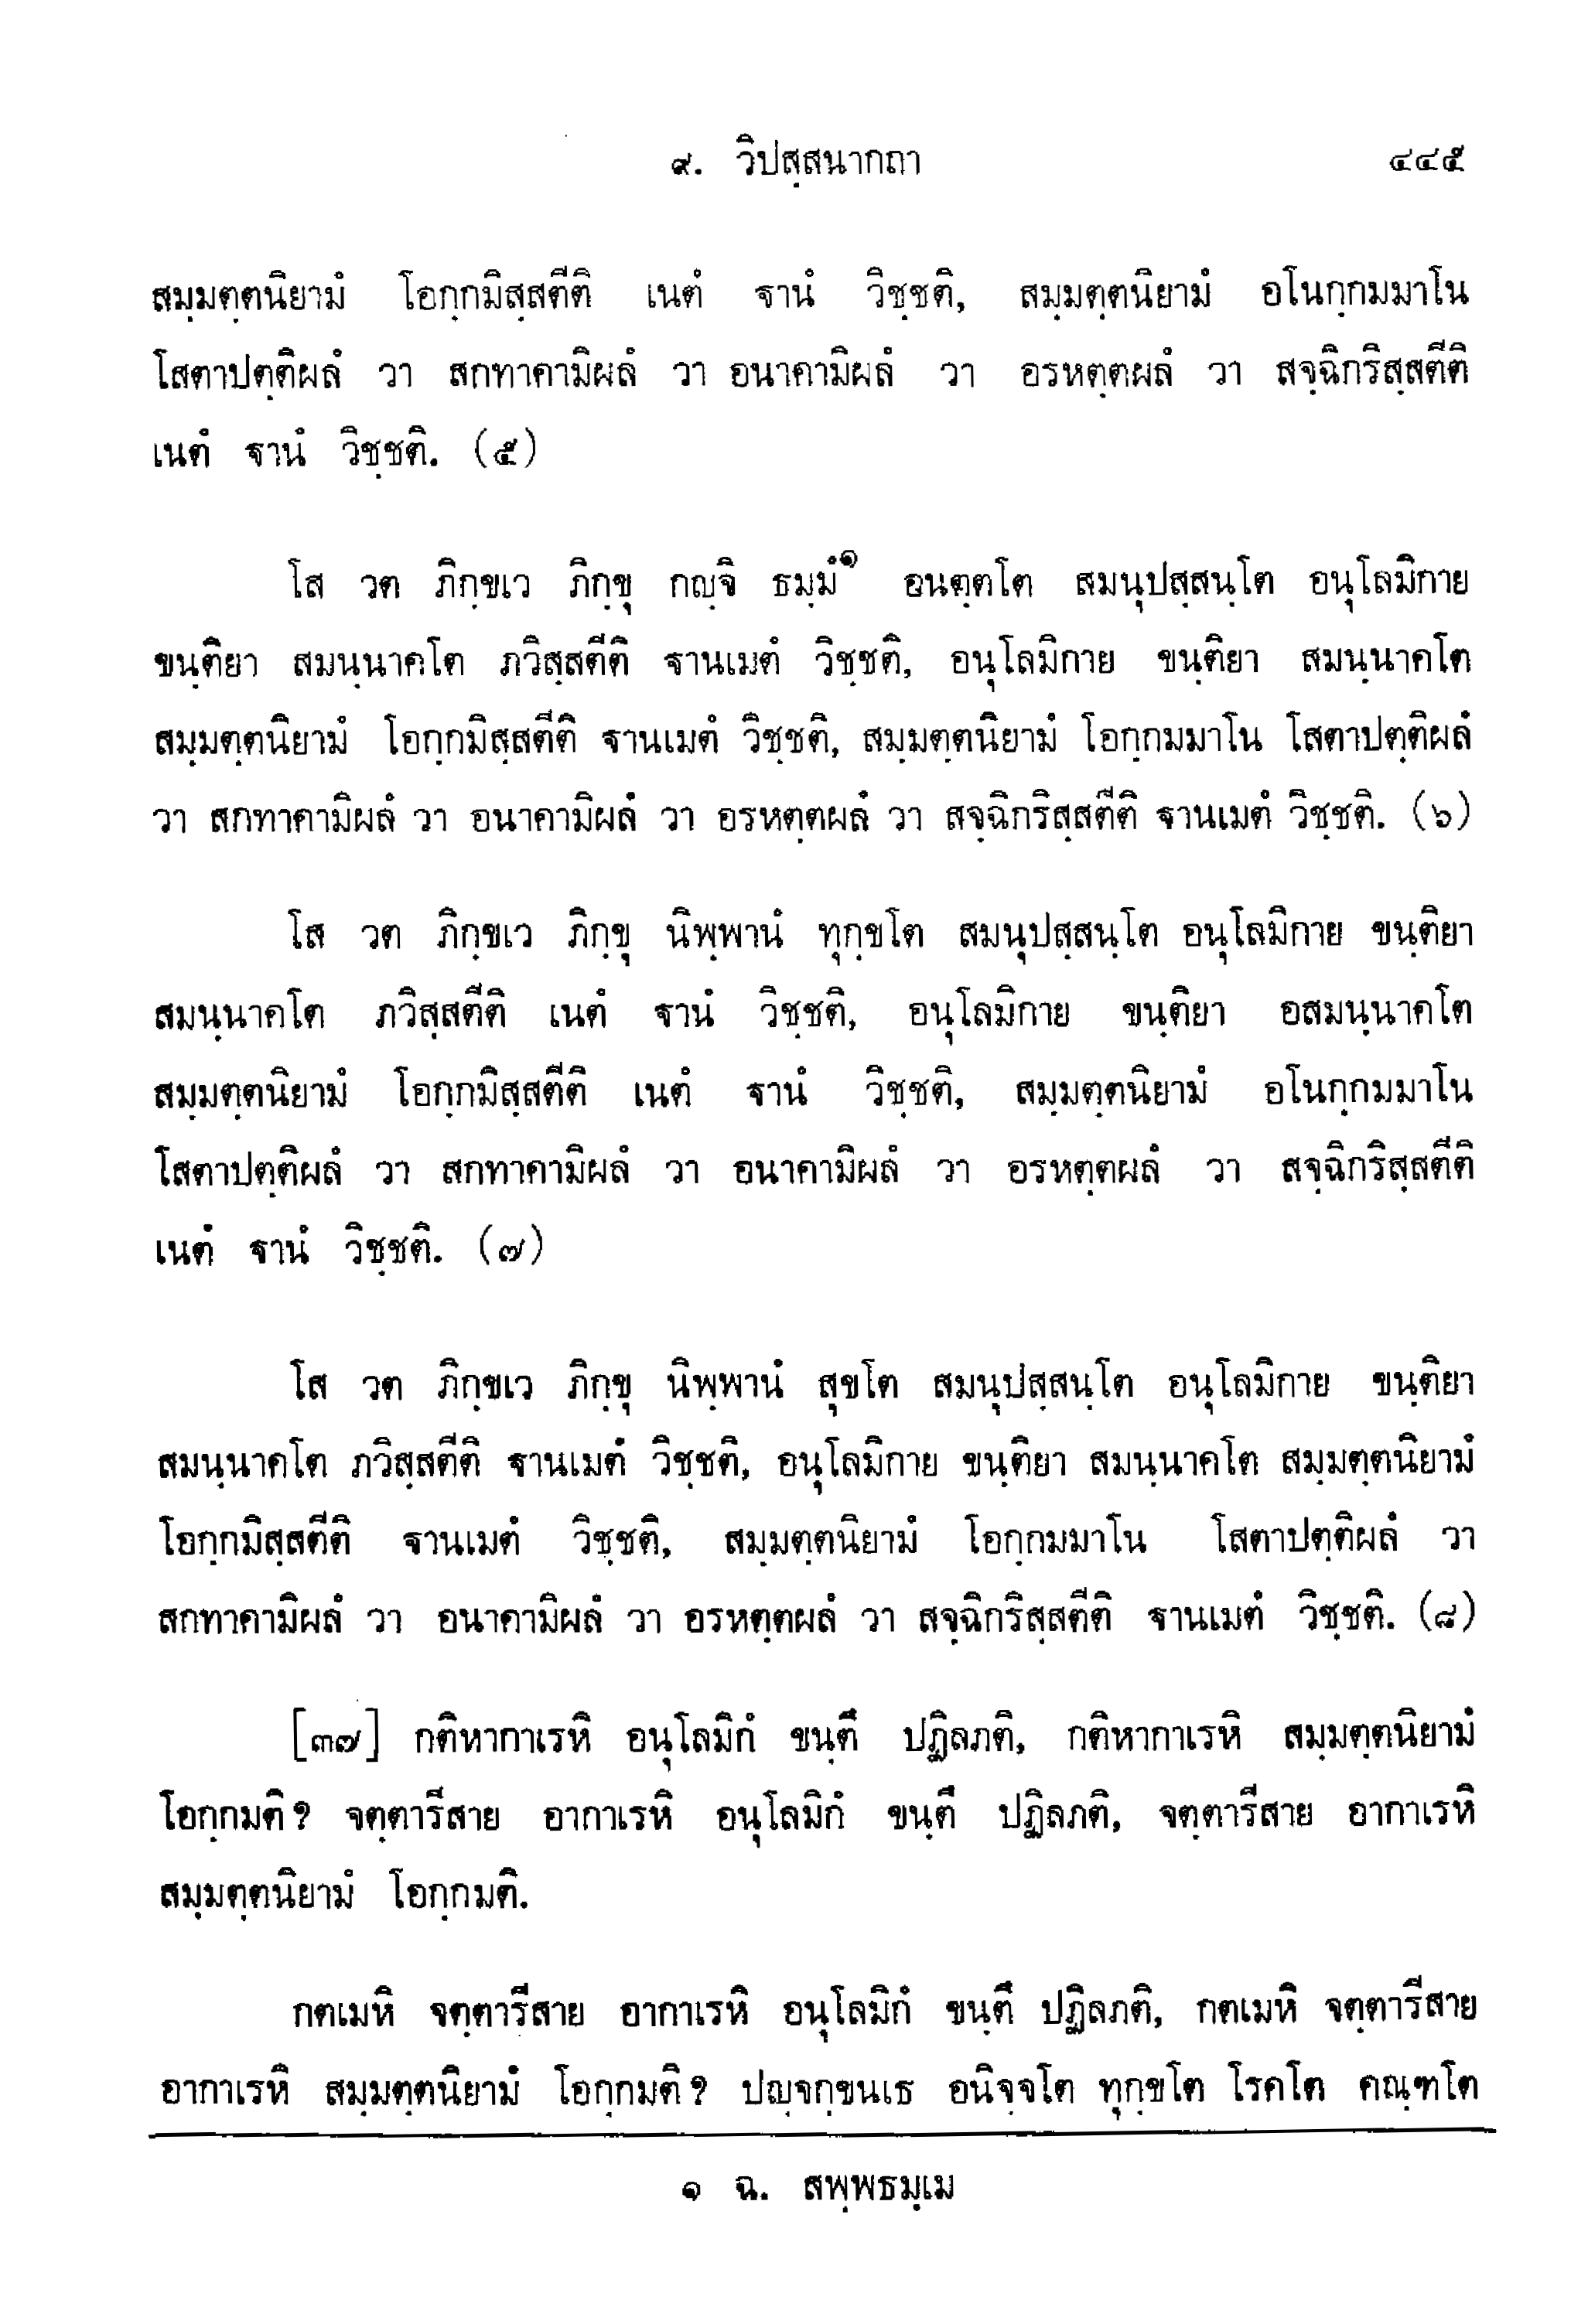 ๙. วิปสฺสนากถา ๔๔๕
สมฺมตฺตนิยามํ โอกฺกมิสฺสตีติ เนตํ ฐานํ วิชฺชติ, สมฺมตฺตนิยามํ อโนกฺกมมาโน
โสตาปตฺติผลํ วา สกทาคามิผลํ วา อนาคามิผลํ วา อรหตฺตผลํ วา สจฺฉิกริสฺสตีติ
เนตํ ฐานํ วิชฺชติ. (๕)
โส วต ภิกฺขเว ภิกฺขุ กญฺจิ ธมฺมํ๑ อนตฺตโต สมนุปสฺสนฺโต อนุโลมิกาย
ขนฺติยา สมนฺนาคโต ภวิสฺสตีติ ฐานเมตํ วิชฺชติ, อนุโลมิกาย ขนฺติยา สมนฺนาคโต
สมฺมตฺตนิยามํ โอกฺกมิสฺสตีติ ฐานเมตํ วิชฺชติ, สมฺมตฺตนิยามํ โอกฺกมมาโน โสตาปตฺติผลํ
วา สกทาคามิผลํ วา อนาคามิผลํ วา อรหตฺตผลํ วา สจฺฉิกริสฺสตีติ ฐานเมตํ วิชฺชติ. (๖)
โส วต ภิกฺขเว ภิกฺขุ นิพฺพานํ ทุกฺขโต สมนุปสฺสนฺโต อนุโลมิกาย ขนฺติยา
สมนฺนาคโต ภวิสฺสตีติ เนตํ ฐานํ วิชฺชติ, อนุโลมิกาย ขนฺติยา อสมนฺนาคโต
สมฺมตฺตนิยามํ โอกฺกมิสฺสตีติ เนตํ ฐานํ วิชฺชติ, สมฺมตฺตนิยามํ อโนกฺกมมาโน
โสตาปตฺติผลํ วา สกทาคามิผลํ วา อนาคามิผลํ วา อรหตฺตผลํ วา สจฺฉิกริสฺสตีติ
เนตํ ฐานํ วิชฺชติ. (๗)
โส วต ภิกฺขเว ภิกฺขุ นิพฺพานํ สุขโต สมนุปสฺสนฺโต อนุโลมิกาย ขนฺติยา
สมนฺนาคโต ภวิสฺสตีติ ฐานเมตํ วิชฺชติ, อนุโลมิกาย ขนฺติยา สมนฺนาคโต สมฺมตฺตนิยามํ
โอกฺกมิสฺสตีติ ฐานเมตํ วิชฺชติ, สมฺมตฺตนิยามํ โอกฺกมมาโน โสตาปตฺติผลํ วา
สกทาคามิผลํ วา อนาคามิผลํ วา อรหตฺตผลํ วา สจฺฉิกริสฺสตีติ ฐานเมตํ วิชฺชติ. (๘)
[๓๗] กติหากาเรหิ อนุโลมิกํ ขนฺตึ ปฏิลภติ, กติหากาเรหิ สมฺมตฺตนิยามํ
โอกฺกมติ? จตฺตารีสาย อากาเรหิ อนุโลมิกํ ขนฺตึ ปฏิลภติ, จตฺตารีสาย อากาเรหิ
สมฺมตฺตนิยามํ โอกฺกมติ.
กตเมหิ จตฺตารีสาย อากาเรหิ อนุโลมิกํ ขนฺตึ ปฏิลภติ, กตเมหิ จตฺตารีสาย
อากาเรหิ สมฺมตฺตนิยามํ โอกฺกมติ? ปญฺจกฺขนเธ อนิจฺจโต ทุกฺขโต โรคโต คณฺฑโต
๑ ฉ. สพฺพธมฺเม